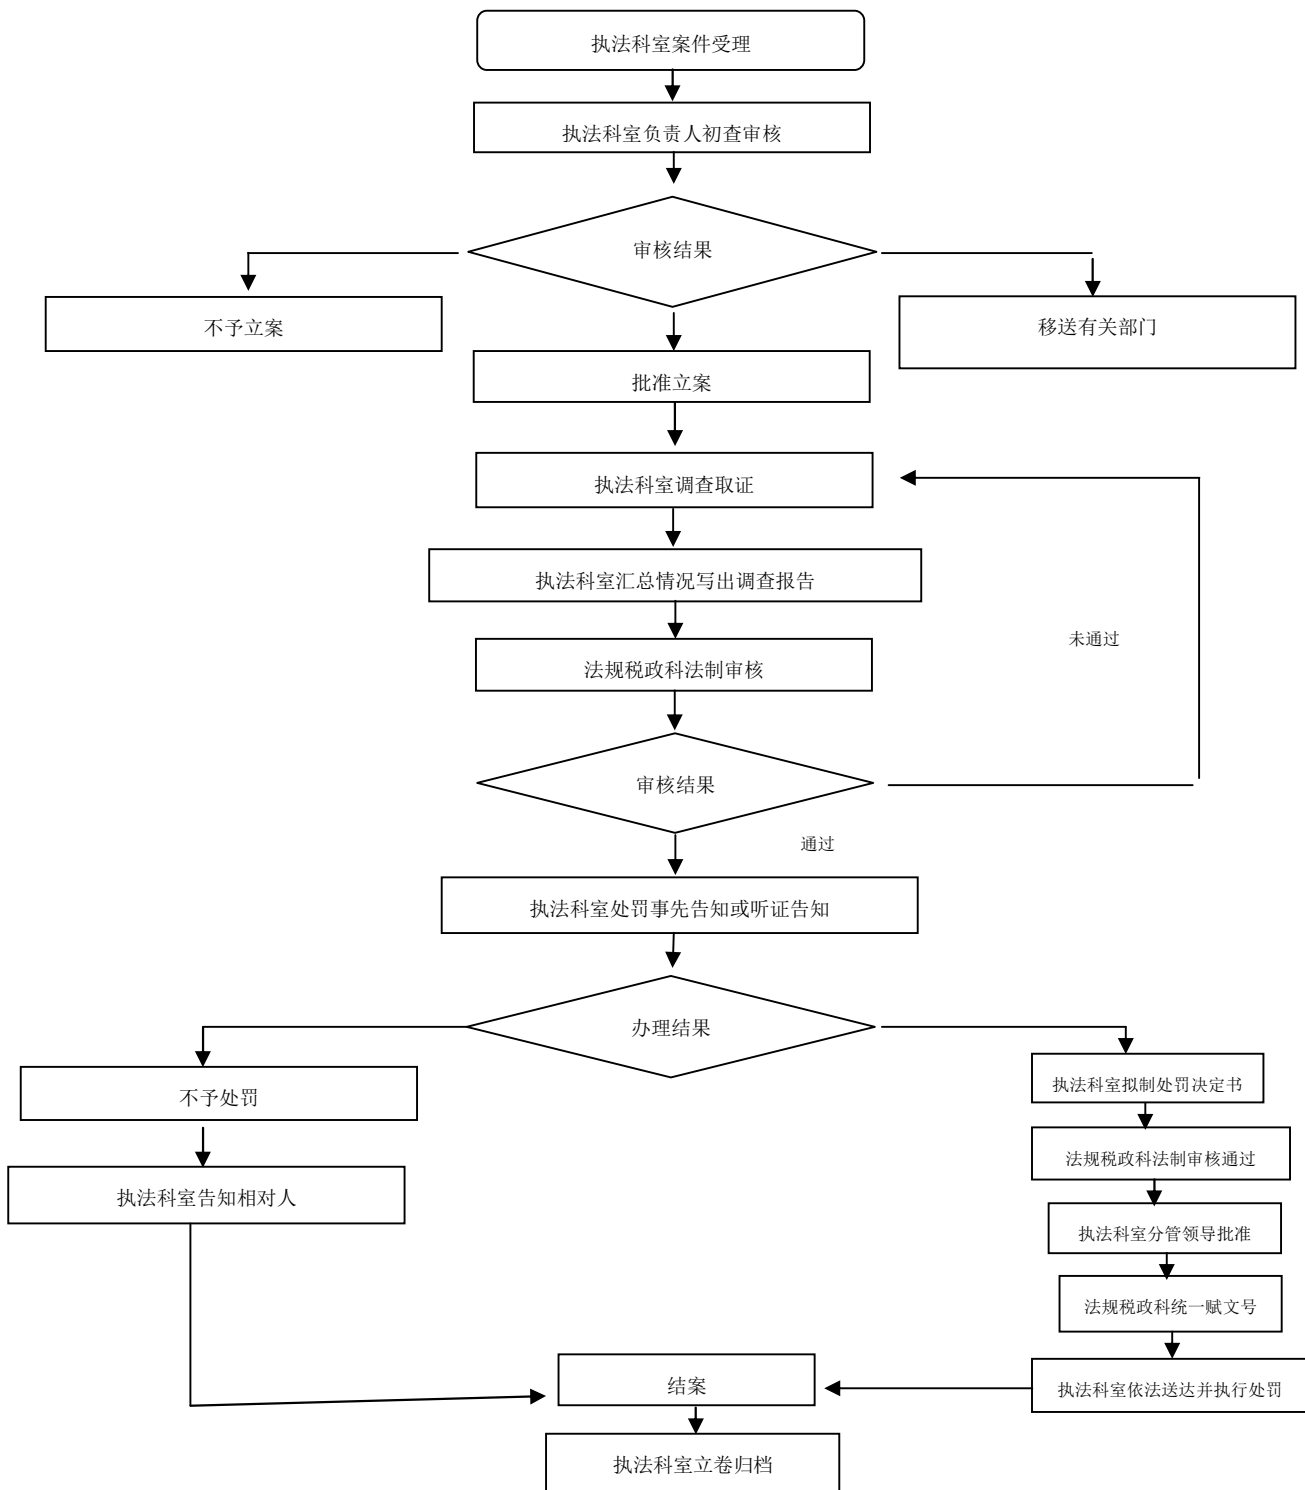 执法科室案件受理
执法科室负责人初查审核
审核结果
不予立案
移送有关部门
批准立案
执法科室调查取证
执法科室汇总情况写出调查报告
未通过
法规税政科法制审核
审核结果
通过
执法科室处罚事先告知或听证告知
办理结果
执法科室拟制处罚决定书
不予处罚
法规税政科法制审核通过
执法科室告知相对人
执法科室分管领导批准
法规税政科统一赋文号
结案
执法科室依法送达并执行处罚
执法科室立卷归档